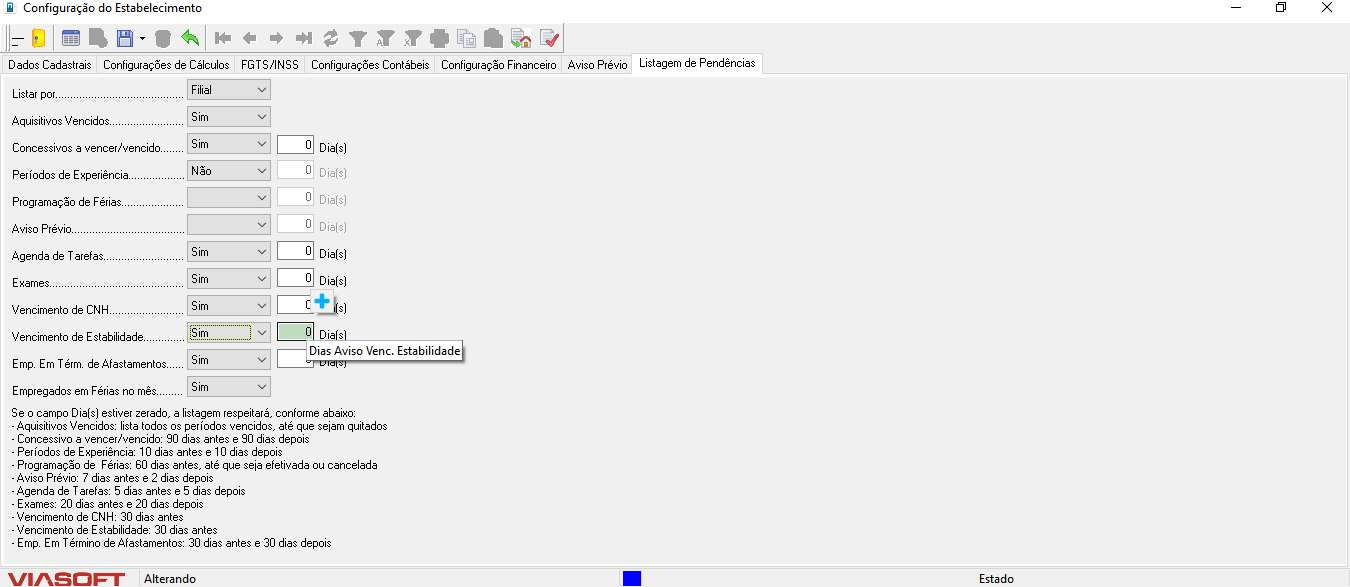 Configuração do Estabelecimento
Dados Cadastrais Configurações de Cálculos FGTS/INSS Configurações Contábeis Configuração Financeiro Aviso Prévio Listagem de Pendências
Listar por........................................... Filial
Aquisitivos Vencidos......................... Sim
Concessivos a vencer/vencido........ Sim 0 Dia(s)
Períodos de Experiência................... Não 0 Dia(s)
Programação de Férias..................... 0 Dia(s)
Aviso Prévio...................................... 0 Dia(s)
Agenda de Tarefas........................... Sim 0 Dia(s)
Exames............................................. Sim 0 Dia(s)
Vencimento de CNH......................... Sim 0
Vencimento de Estabilidade............. Sim 0 Dia(s)
Dias Aviso Venc. Estabilidade
Emp. Em Térm. de Afastamentos..... Sim Dia(s)
Empregados em Férias no mês......... Sim
Se o campo Dia(s) estiver zerado, a listagem respeitará, conforme abaixo:
- Aquisitivos Vencidos: lista todos os períodos vencidos, até que sejam quitados
- Concessivo a vencer/vencido: 90 dias antes e 90 dias depois
- Períodos de Experiência: 10 dias antes e 10 dias depois
- Programação de Férias: 60 dias antes, até que seja efetivada ou cancelada
- Aviso Prévio: 7 dias antes e 2 dias depois
- Agenda de Tarefas: 5 dias antes e 5 dias depois
- Exames: 20 dias antes e 20 dias depois
- Vencimento de CNH: 30 dias antes
- Vencimento de Estabilidade: 30 dias antes
- Emp. Em Término de Afastamentos: 30 dias antes e 30 dias depois
VIASOFT Alterando Estado